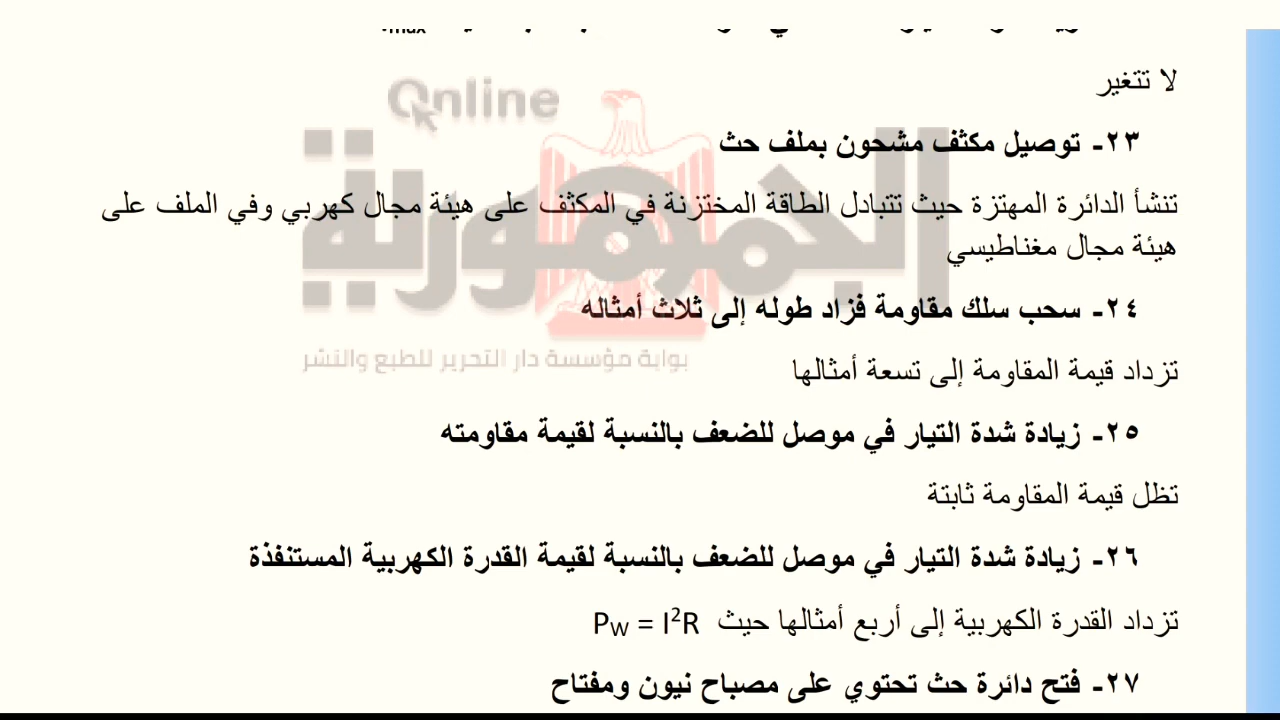 max
لا تتغير
Online
٢٣- توصيل مكثف مشحون بملف حث
الجمهورية
تنشأ الدائرة المهتزة حيث تتبادل الطاقة المختزنة في المكثف على هيئة مجال كهربي وفي الملف على
هيئة مجال مغناطيسي
٢٤- سحب سلك مقاومة فزاد طوله إلى ثلاث أمثاله
بوابة مؤسسة دار التحرير للطبع والنشر
تزداد قيمة المقاومة إلى تسعة أمثالها
٢٥- زيادة شدة التيار في موصل للضعف بالنسبة لقيمة مقاومته
تظل قيمة المقاومة ثابتة
٢٦- زيادة شدة التيار في موصل للضعف بالنسبة لقيمة القدرة الكهربية المستنفذة
تزداد القدرة الكهربية إلى أربع أمثالها حيث P_W = I²R
٢٧- فتح دائرة حث تحتوي على مصباح نيون ومفتاح